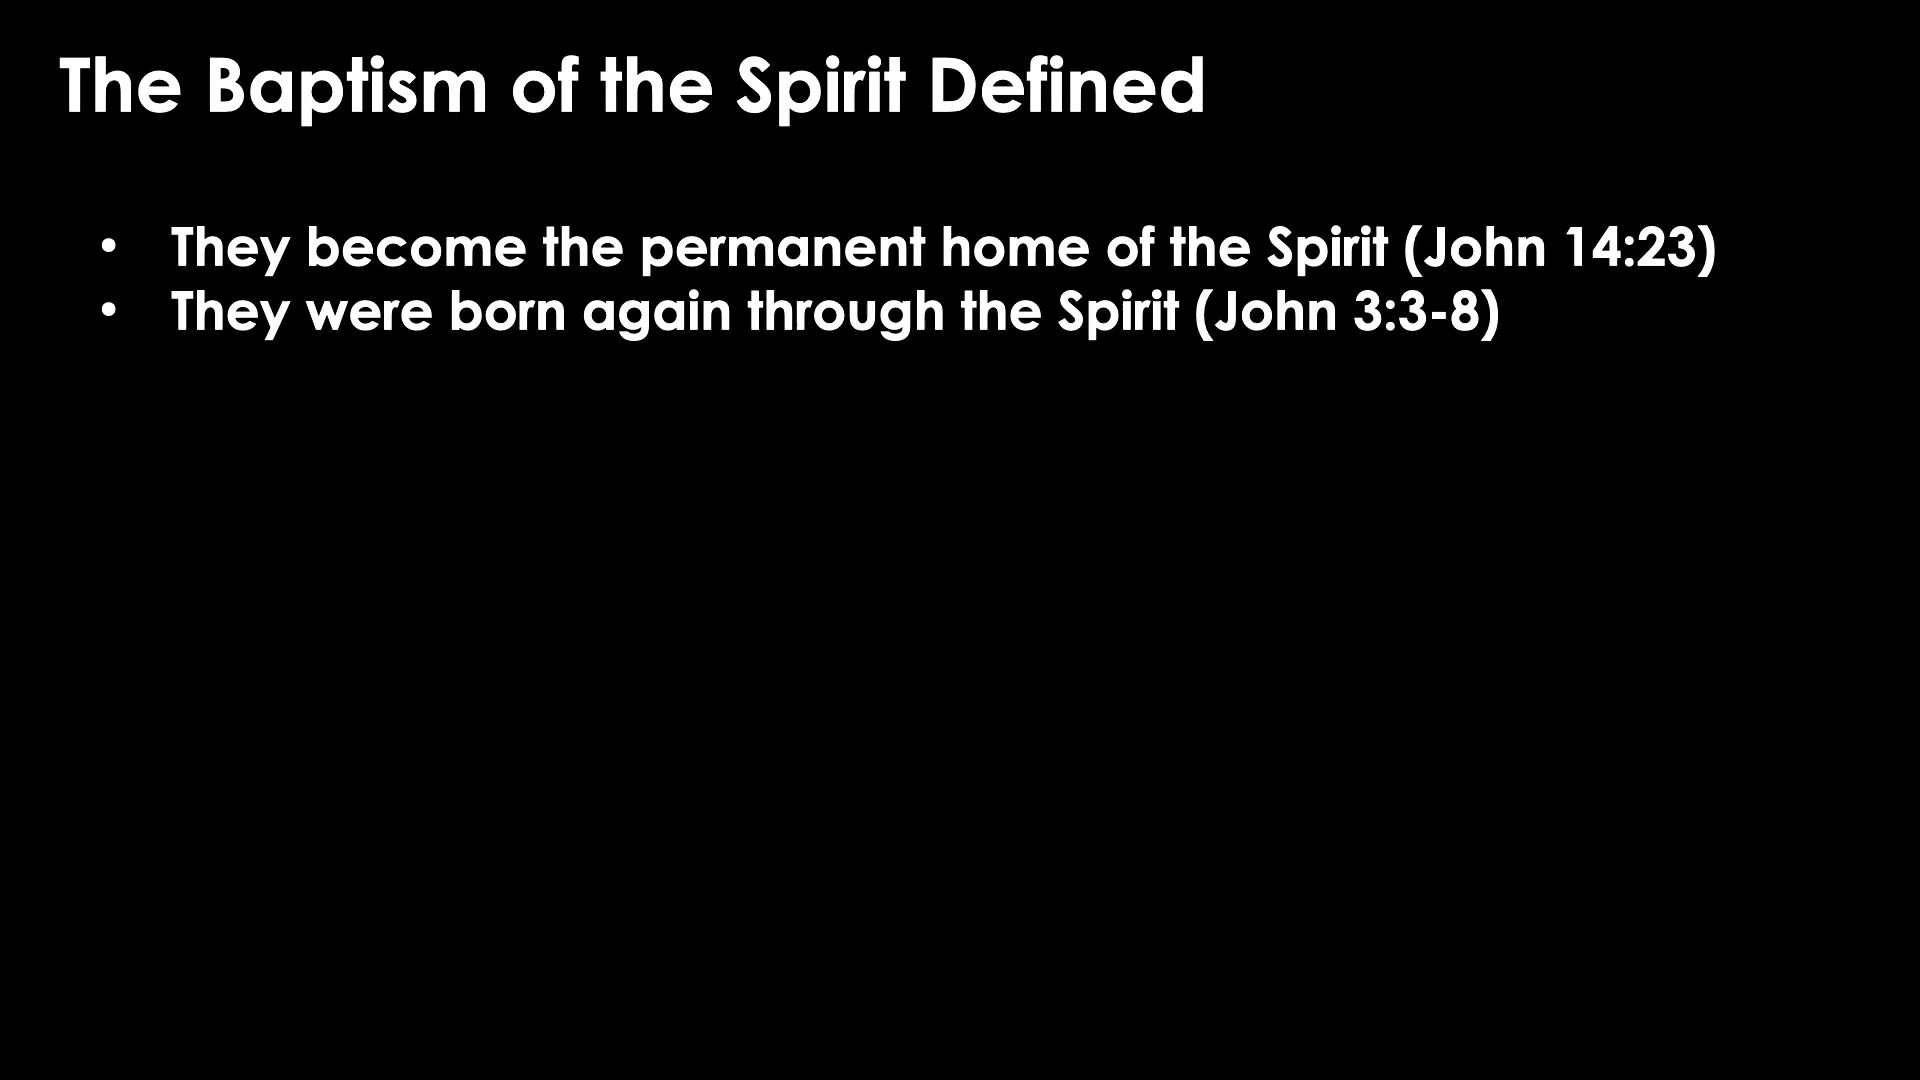 The Baptism of the Spirit Defined
• They become the permanent home of the Spirit (John 14:23)
• They were born again through the Spirit (John 3:3-8)